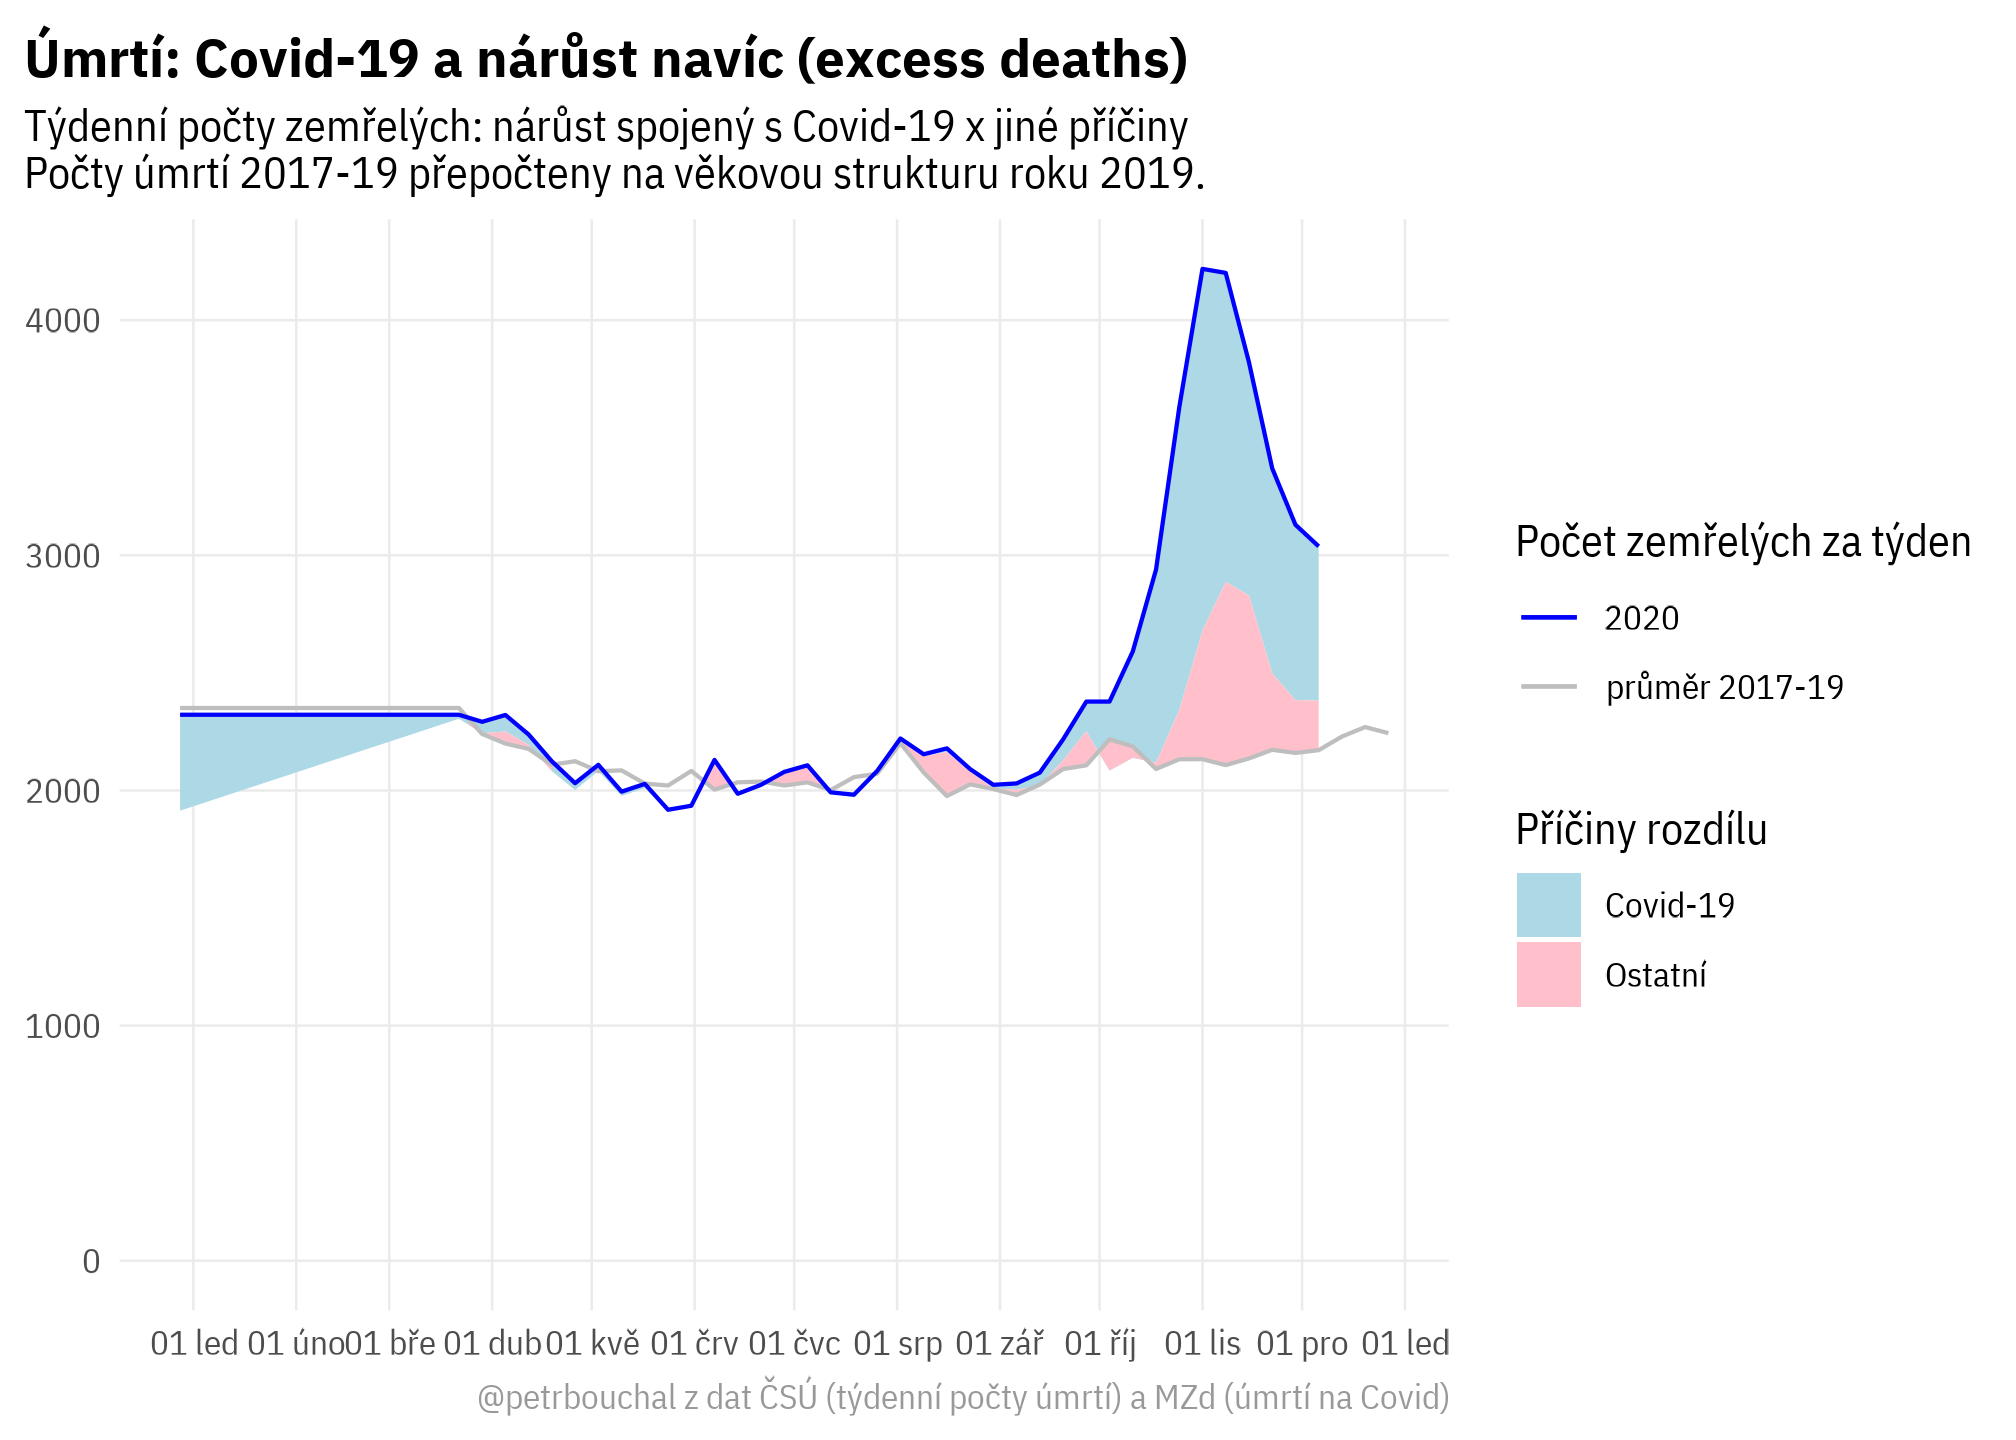 Úmrtí: Covid-19 a nárůst navíc (excess deaths)
Týdenní počty zemřelých: nárůst spojený s Covid-19 x jiné příčiny
Počty úmrtí 2017-19 přepočteny na věkovou strukturu roku 2019.
4000
3000
2000
1000
0
01 led 01 úno 01 bře 01 dub 01 kvě 01 črv 01 čvc 01 srp 01 zář 01 říj 01 lis 01 pro 01 led
Počet zemřelých za týden
2020
průměr 2017-19
Příčiny rozdílu
Covid-19
Ostatní
@petrbouchal z dat ČSÚ (týdenní počty úmrtí) a MZd (úmrtí na Covid)